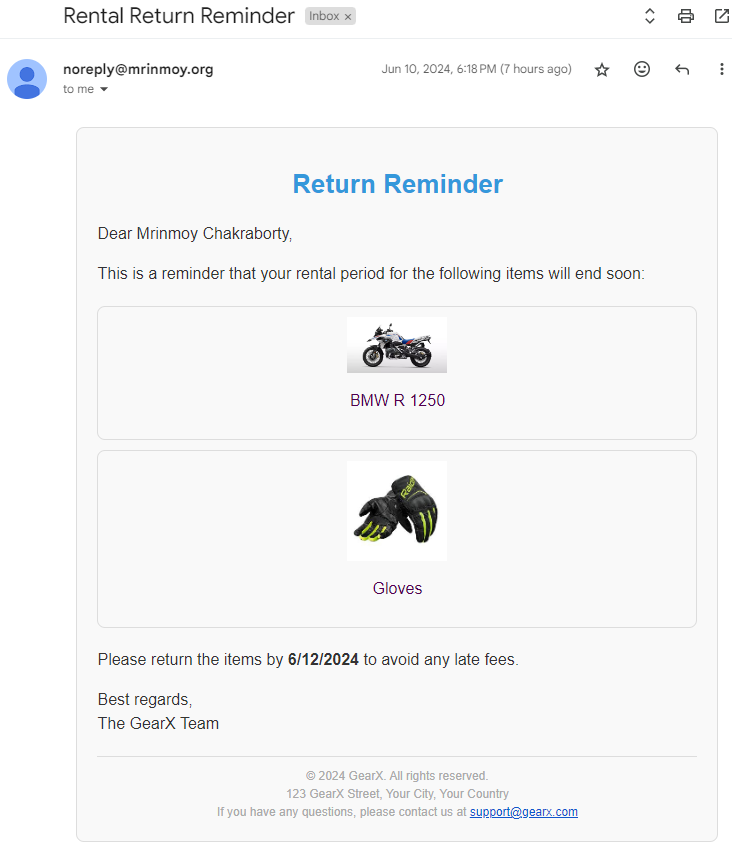 Rental Return Reminder Inbox ×
noreply@mrinmoy.org Jun 10, 2024, 6:18 PM (7 hours ago)
to me
Return Reminder
Dear Mrinmoy Chakraborty,
This is a reminder that your rental period for the following items will end soon:
BMW R 1250
Gloves
Please return the items by 6/12/2024 to avoid any late fees.
Best regards,
The GearX Team
© 2024 GearX. All rights reserved.
123 GearX Street, Your City, Your Country
If you have any questions, please contact us at support@gearx.com